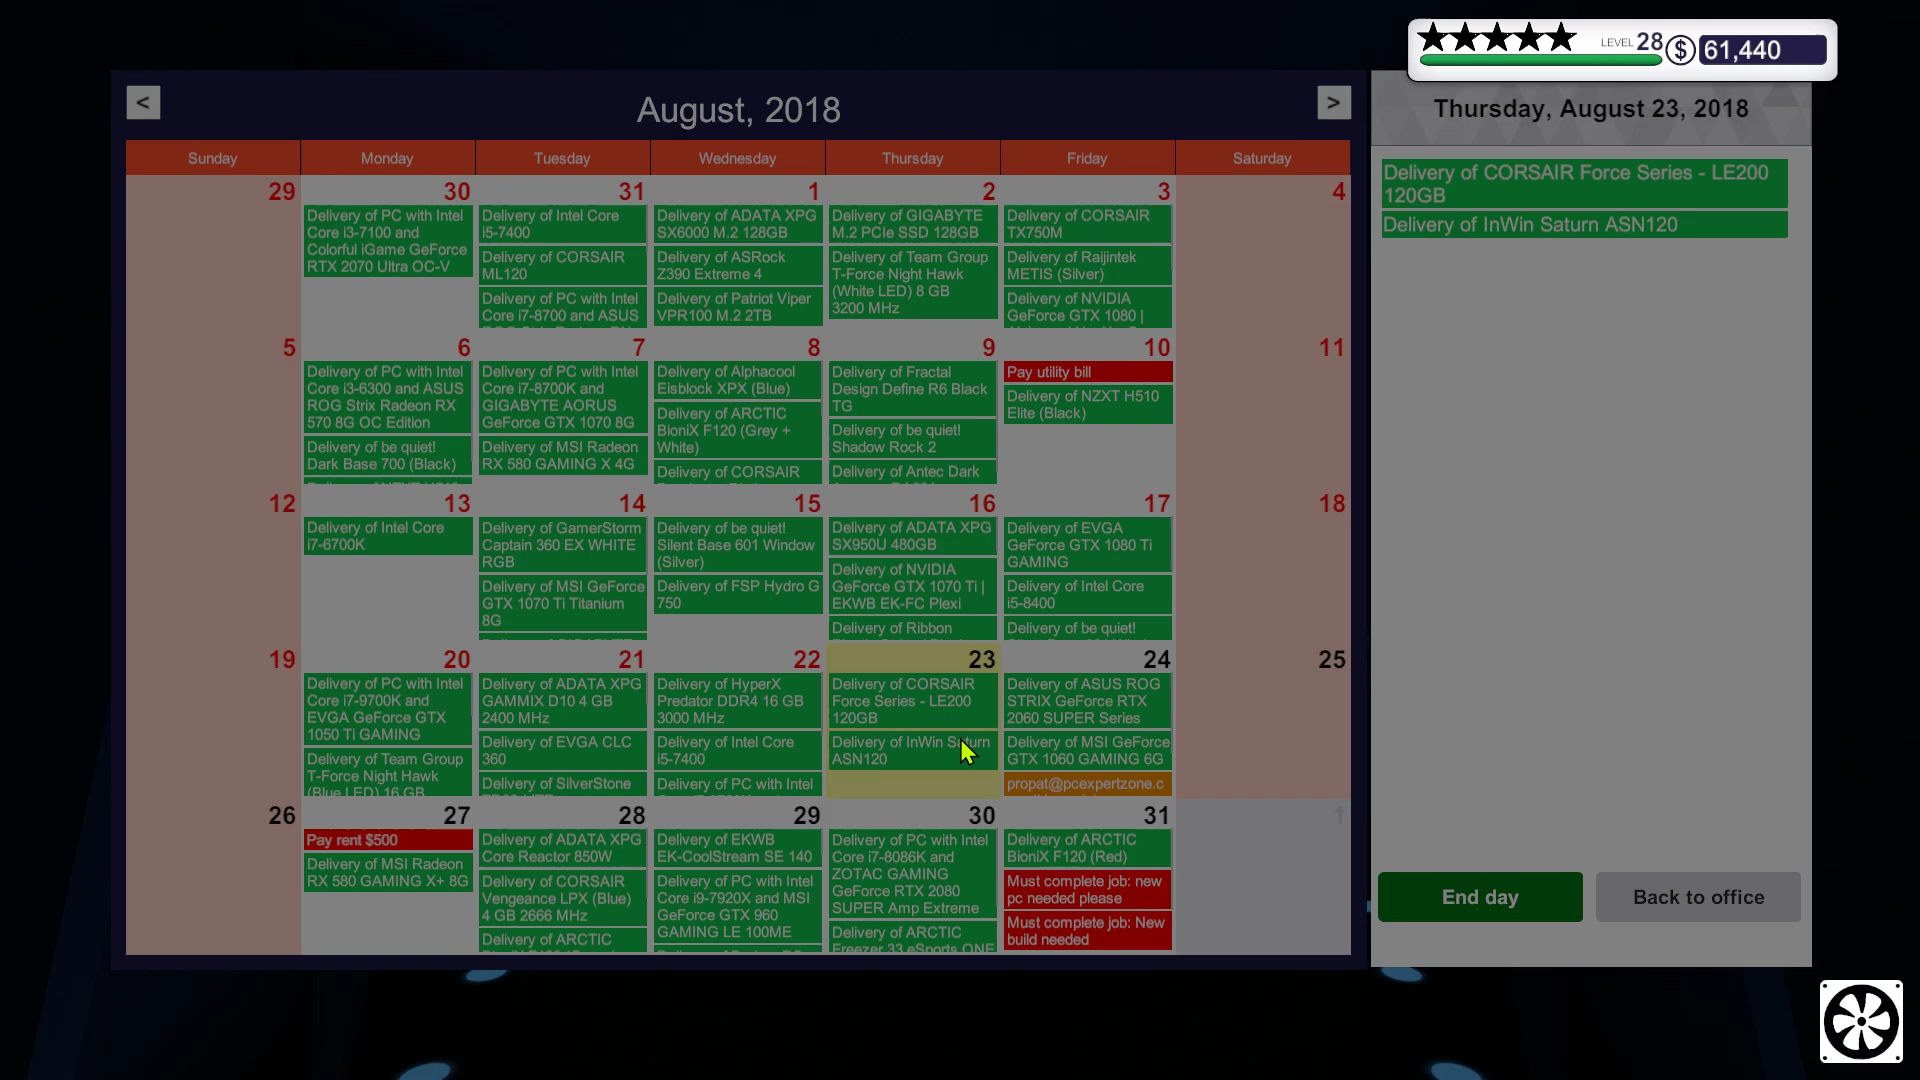 ★★★★★ LEVEL 28 $ 61,440
< August, 2018 >
Thursday, August 23, 2018
Sunday Monday Tuesday Wednesday Thursday Friday Saturday
29
30
Delivery of PC with Intel
Core i3-7100 and
Colorful iGame GeForce
RTX 2070 Ultra OC-V
31
Delivery of Intel Core
i5-7400
Delivery of CORSAIR
ML120
Delivery of PC with Intel
Core i7-8700 and ASUS
1
Delivery of ADATA XPG
SX6000 M.2 128GB
Delivery of ASRock
Z390 Extreme 4
Delivery of Patriot Viper
VPR100 M.2 2TB
2
Delivery of GIGABYTE
M.2 PCIe SSD 128GB
Delivery of Team Group
T-Force Night Hawk
(White LED) 8 GB
3200 MHz
3
Delivery of CORSAIR
TX750M
Delivery of Raijintek
METIS (Silver)
Delivery of NVIDIA
GeForce GTX 1080 |
4
5
6
Delivery of PC with Intel
Core i3-6300 and ASUS
ROG Strix Radeon RX
570 8G OC Edition
Delivery of be quiet!
Dark Base 700 (Black)
7
Delivery of PC with Intel
Core i7-8700K and
GIGABYTE AORUS
GeForce GTX 1070 8G
Delivery of MSI Radeon
RX 580 GAMING X 4G
8
Delivery of Alphacool
Eisblock XPX (Blue)
Delivery of ARCTIC
BioniX F120 (Grey +
White)
Delivery of CORSAIR
9
Delivery of Fractal
Design Define R6 Black
TG
Delivery of be quiet!
Shadow Rock 2
Delivery of Antec Dark
10
Pay utility bill
Delivery of NZXT H510
Elite (Black)
11
12
13
Delivery of Intel Core
i7-6700K
14
Delivery of GamerStorm
Captain 360 EX WHITE
RGB
Delivery of MSI GeForce
GTX 1070 Ti Titanium
8G
15
Delivery of be quiet!
Silent Base 601 Window
(Silver)
Delivery of FSP Hydro G
750
16
Delivery of ADATA XPG
SX950U 480GB
Delivery of NVIDIA
GeForce GTX 1070 Ti |
EKWB EK-FC Plexi
Delivery of Ribbon
17
Delivery of EVGA
GeForce GTX 1080 Ti
GAMING
Delivery of Intel Core
i5-8400
Delivery of be quiet!
18
19
20
Delivery of PC with Intel
Core i7-9700K and
EVGA GeForce GTX
1050 Ti GAMING
Delivery of Team Group
T-Force Night Hawk
(Blue LED) 16 GB
21
Delivery of ADATA XPG
GAMMIX D10 4 GB
2400 MHz
Delivery of EVGA CLC
360
Delivery of SilverStone
22
Delivery of HyperX
Predator DDR4 16 GB
3000 MHz
Delivery of Intel Core
i5-7400
Delivery of PC with Intel
23
Delivery of CORSAIR
Force Series - LE200
120GB
Delivery of InWin Saturn
ASN120
24
Delivery of ASUS ROG
STRIX GeForce RTX
2060 SUPER Series
Delivery of MSI GeForce
GTX 1060 GAMING 6G
propat@pcexpertzone.c
25
26
27
Pay rent $500
Delivery of MSI Radeon
RX 580 GAMING X+ 8G
28
Delivery of ADATA XPG
Core Reactor 850W
Delivery of CORSAIR
Vengeance LPX (Blue)
4 GB 2666 MHz
Delivery of ARCTIC
29
Delivery of EKWB
EK-CoolStream SE 140
Delivery of PC with Intel
Core i9-7920X and MSI
GeForce GTX 960
GAMING LE 100ME
30
Delivery of PC with Intel
Core i7-8086K and
ZOTAC GAMING
GeForce RTX 2080
SUPER Amp Extreme
Delivery of ARCTIC
Freezer 33 eSports ONE
31
Delivery of ARCTIC
BioniX F120 (Red)
Must complete job: new
pc needed please
Must complete job: New
build needed
1
Delivery of CORSAIR Force Series - LE200
120GB
Delivery of InWin Saturn ASN120
End day
Back to office